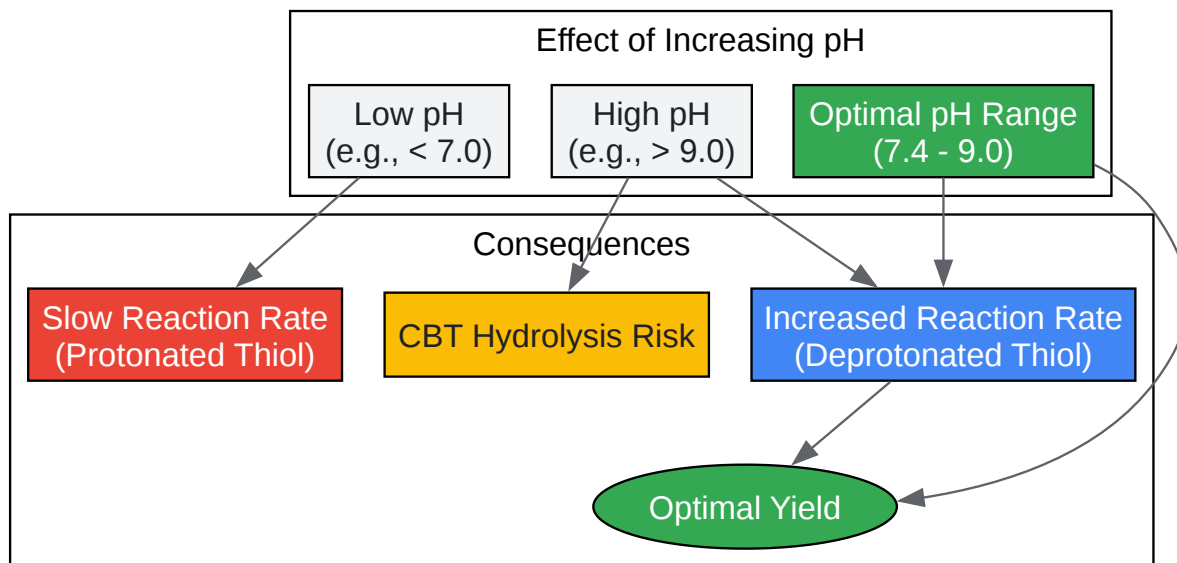 Effect of Increasing pH
Low pH
(e.g., < 7.0)
High pH
(e.g., > 9.0)
Optimal pH Range
(7.4 - 9.0)
Consequences
Slow Reaction Rate
(Protonated Thiol)
CBT Hydrolysis Risk
Increased Reaction Rate
(Deprotonated Thiol)
Optimal Yield